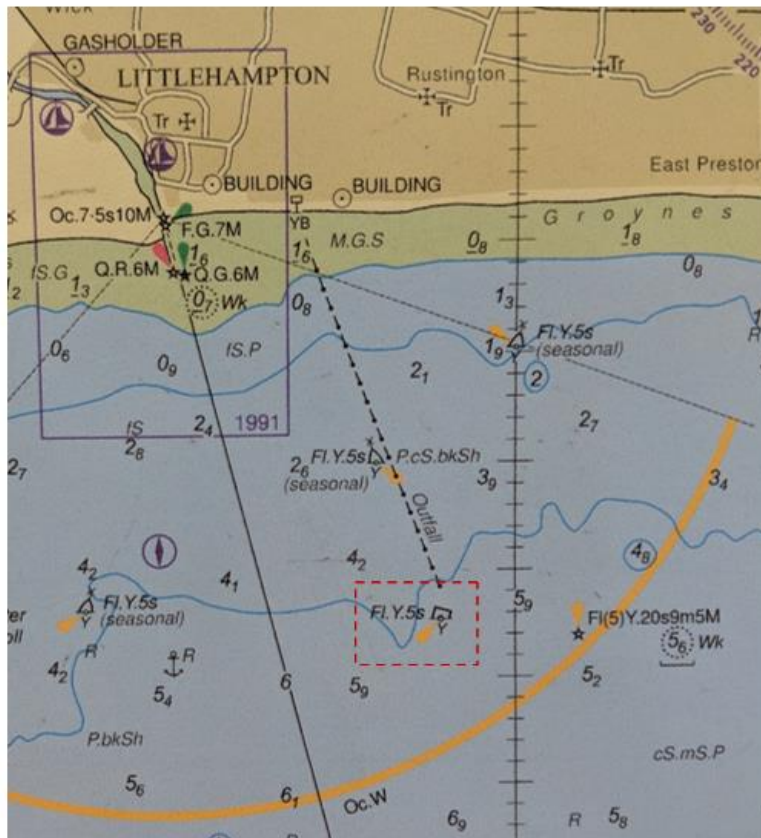 Wick
GASHOLDER
LITTLEHAMPTON
Rustington
Tr
Tr
Tr
230
220
East Preston
BUILDING
BUILDING
Oc.7·5s10M
F.G.7M
YB
M.G.S
Groynes
0₈
1₈
1₆
1₆
Q.R.6M
Q.G.6M
0₇ Wk
fS.G
1₃
1₂
0₈
1₃
0₈
fS.P
0₆
0₉
Fl.Y.5s
(seasonal)
1₉
Y
R
2₁
2
fS
2₄
1991
2₈
2₇
2₇
2₆
Fl.Y.5s
(seasonal)
Y
P.cS.bkSh
3₉
3₄
Outfall
4₈
4₂
4₁
4₂
Fl.Y.5s
(seasonal)
Y
Fl.Y.5s
Y
5₉
Fl(5)Y.20s9m5M
5₆ Wk
R
4₂
R
5₄
6
5₉
5₂
P.bkSh
cS.mS.P
5₆
6₁
Oc.W
6₉
R
5₈
R